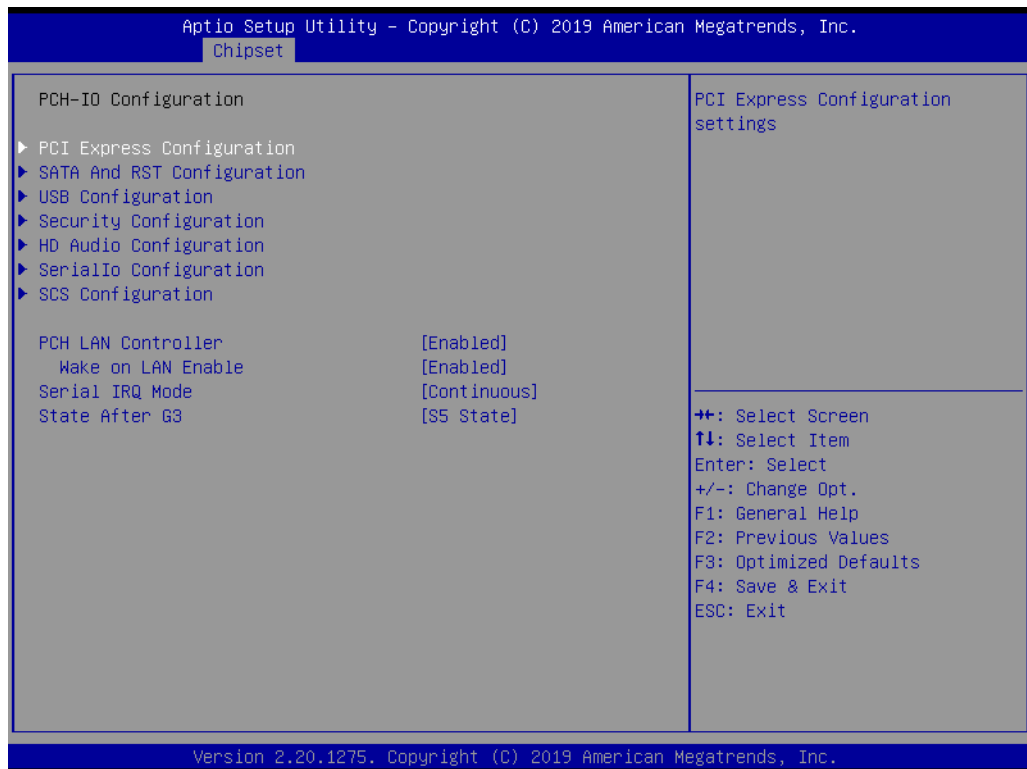 Aptio Setup Utility – Copyright (C) 2019 American Megatrends, Inc.
Chipset
PCH-IO Configuration
PCI Express Configuration
SATA And RST Configuration
USB Configuration
Security Configuration
HD Audio Configuration
SerialIo Configuration
SCS Configuration
PCH LAN Controller [Enabled]
Wake on LAN Enable [Enabled]
Serial IRQ Mode [Continuous]
State After G3 [S5 State]
PCI Express Configuration
settings
→←: Select Screen
↑↓: Select Item
Enter: Select
+/-: Change Opt.
F1: General Help
F2: Previous Values
F3: Optimized Defaults
F4: Save & Exit
ESC: Exit
Version 2.20.1275. Copyright (C) 2019 American Megatrends, Inc.